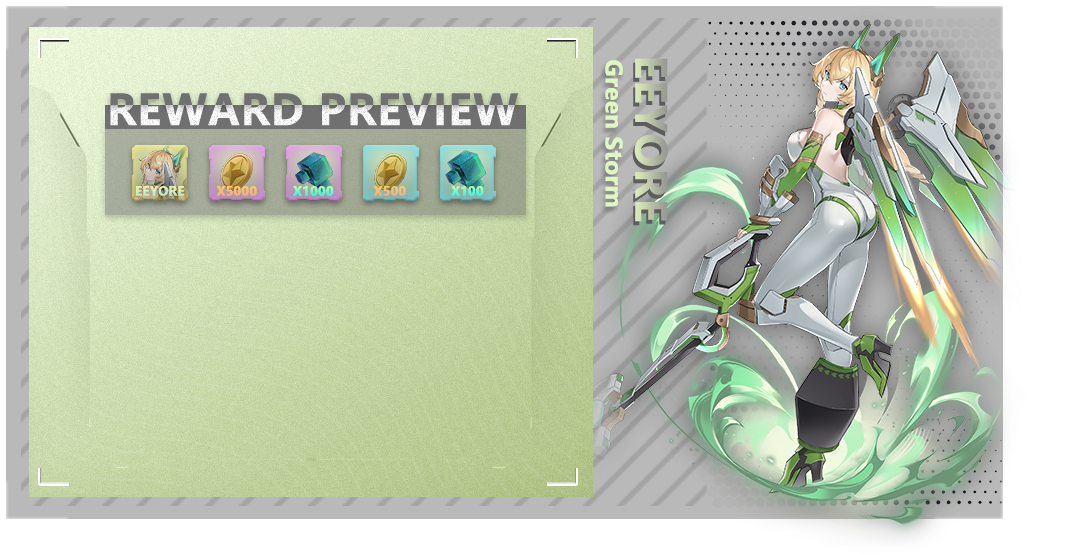 REWARD PREVIEW
EEYORE
X5000
X1000
X500
X100
EEYORE
Green Storm